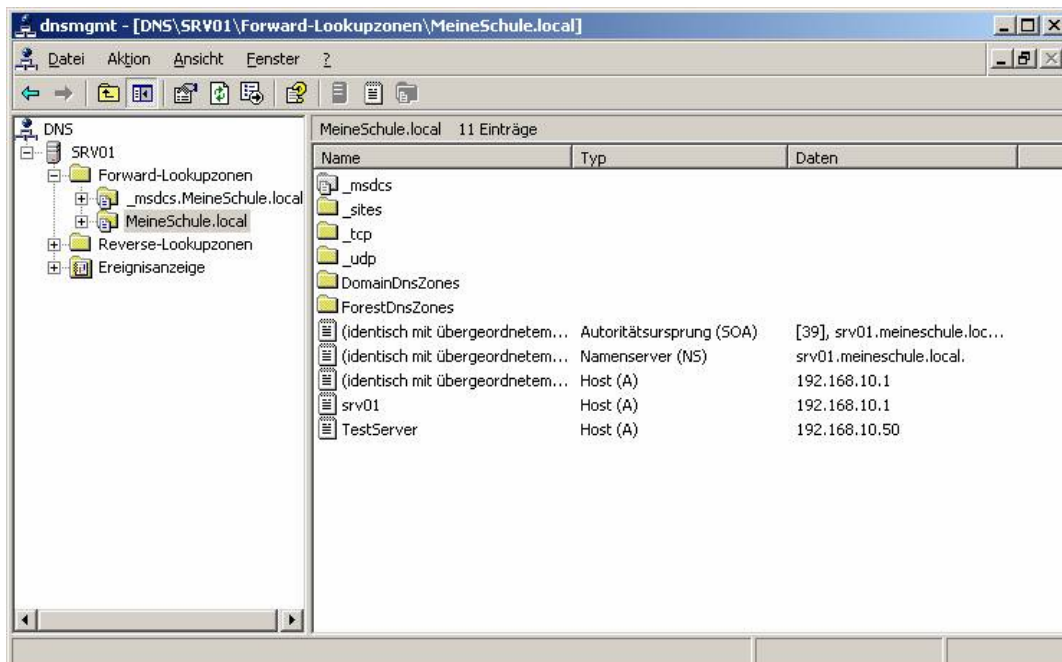 dnsmgmt - [DNS\SRV01\Forward-Lookupzonen\MeineSchule.local]
Datei Aktion Ansicht Fenster ?
DNS
SRV01
Forward-Lookupzonen
_msdcs.MeineSchule.local
MeineSchule.local
Reverse-Lookupzonen
Ereignisanzeige
MeineSchule.local 11 Einträge
Name Typ Daten
_msdcs
_sites
_tcp
_udp
DomainDnsZones
ForestDnsZones
(identisch mit übergeordnetem... Autoritätsursprung (SOA) [39], srv01.meineschule.loc...
(identisch mit übergeordnetem... Namenserver (NS) srv01.meineschule.local.
(identisch mit übergeordnetem... Host (A) 192.168.10.1
srv01 Host (A) 192.168.10.1
TestServer Host (A) 192.168.10.50